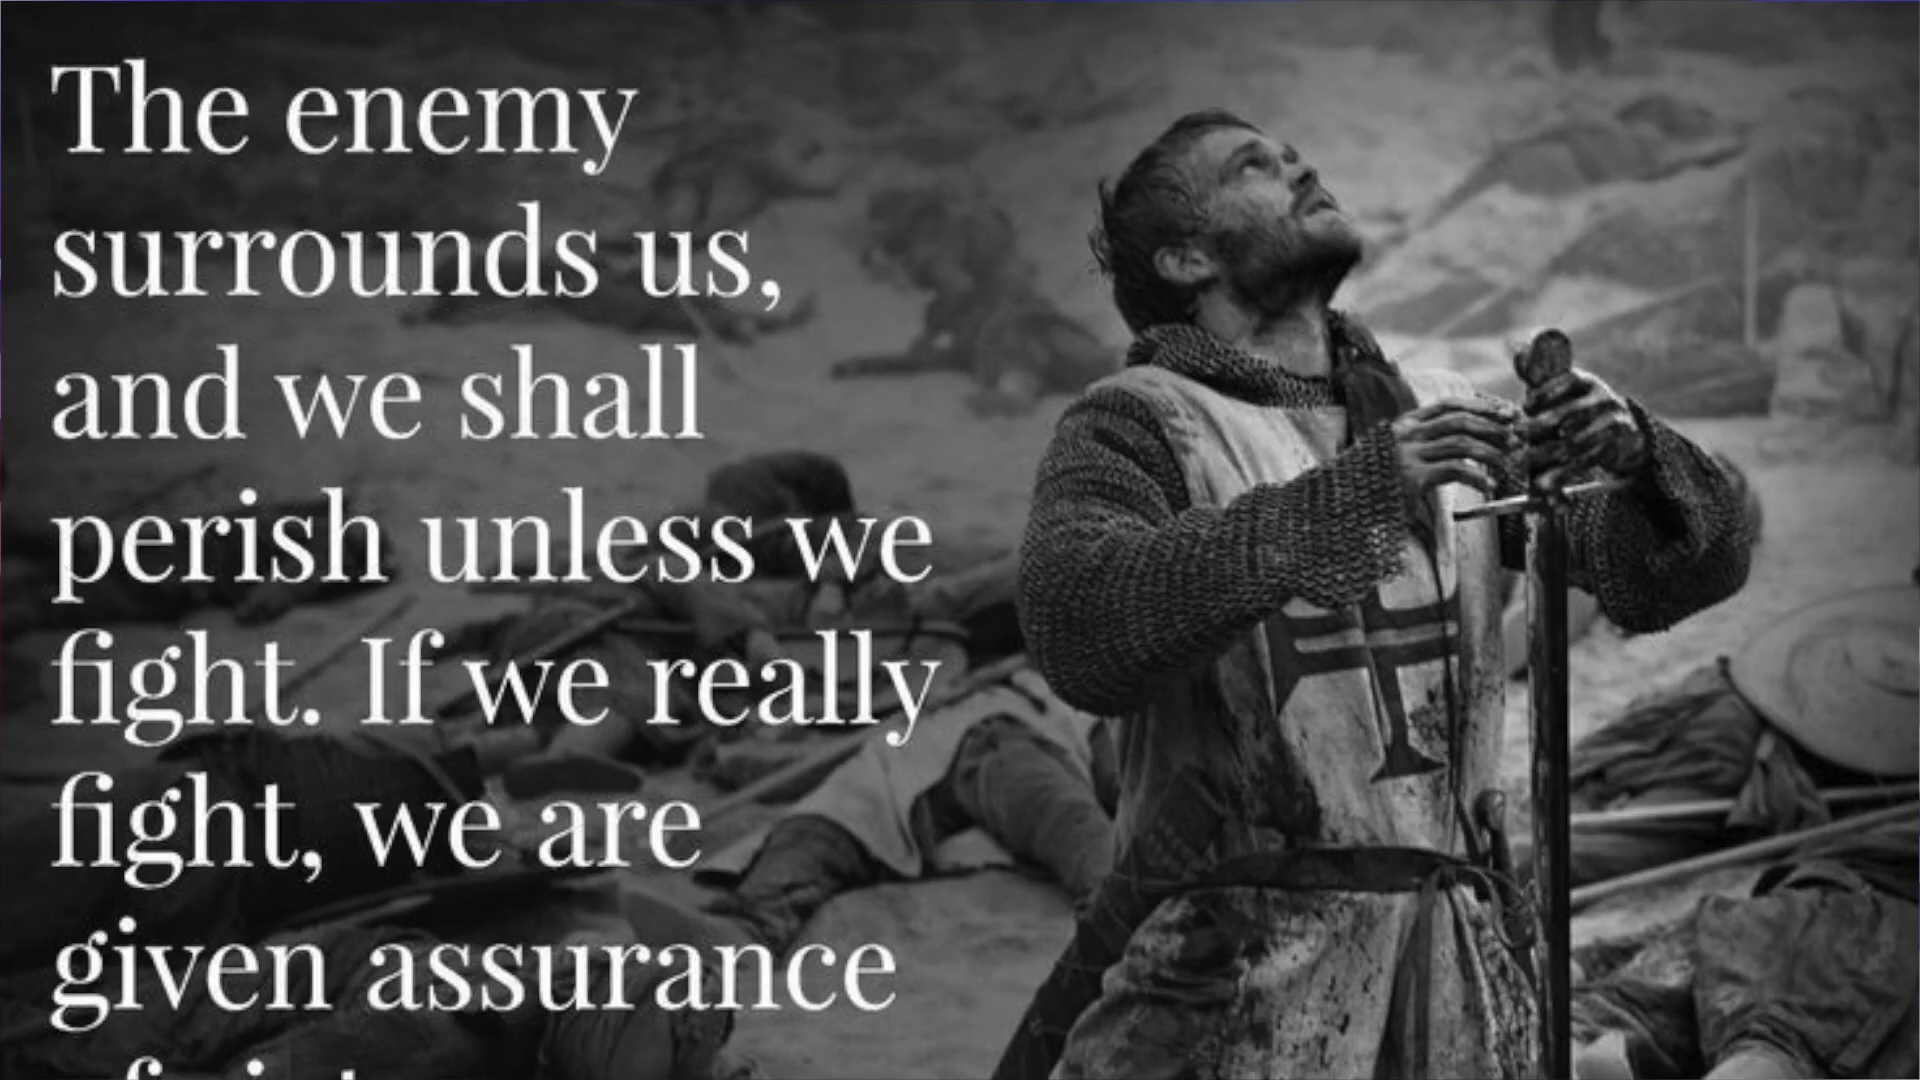 The enemy
surrounds us,
and we shall
perish unless we
fight. If we really
fight, we are
given assurance